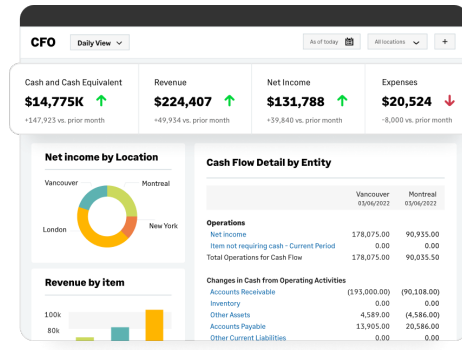 CFO
Daily View
As of today
All locations
+
Cash and Cash Equivalent
$14,775K
+147,923 vs. prior month
Revenue
$224,407
+49,934 vs. prior month
Net Income
$131,788
+39,840 vs. prior month
Expenses
$20,524
-8,000 vs. prior month
Net income by Location
Vancouver
Montreal
London
New York
Revenue by item
100k
80k
Cash Flow Detail by Entity
Vancouver Montreal
03/06/2022 03/06/2022
Operations
Net income 178,075.00 90,935.00
Item not requiring cash - Current Period 0.00 0.00
Total Operations for Cash Flow 178,075.00 90,035.50
Changes in Cash from Operating Activities
Accounts Receivable (193,000.00) (90,108.00)
Inventory 0.00 0.00
Other Assets 4,589.00 (4,586.00)
Accounts Payable 13,905.00 20,586.00
Other Current Liabilities 0.00 0.00